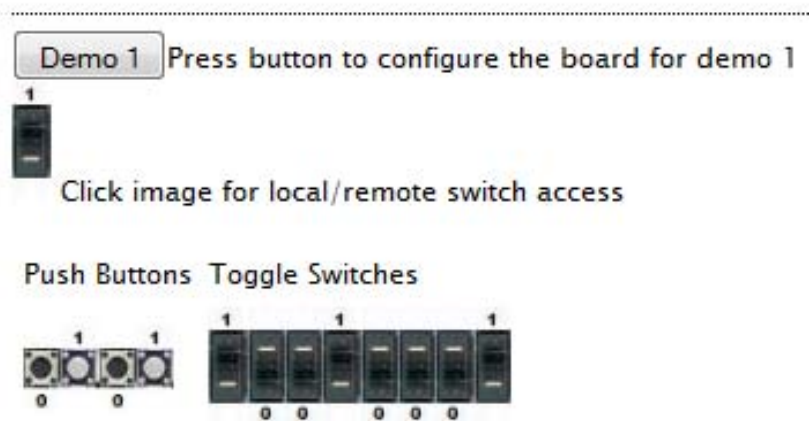 Demo 1 Press button to configure the board for demo 1
1
Click image for local/remote switch access
Push Buttons Toggle Switches
1 1 1 1 1
0 0 0 0 0 0 0